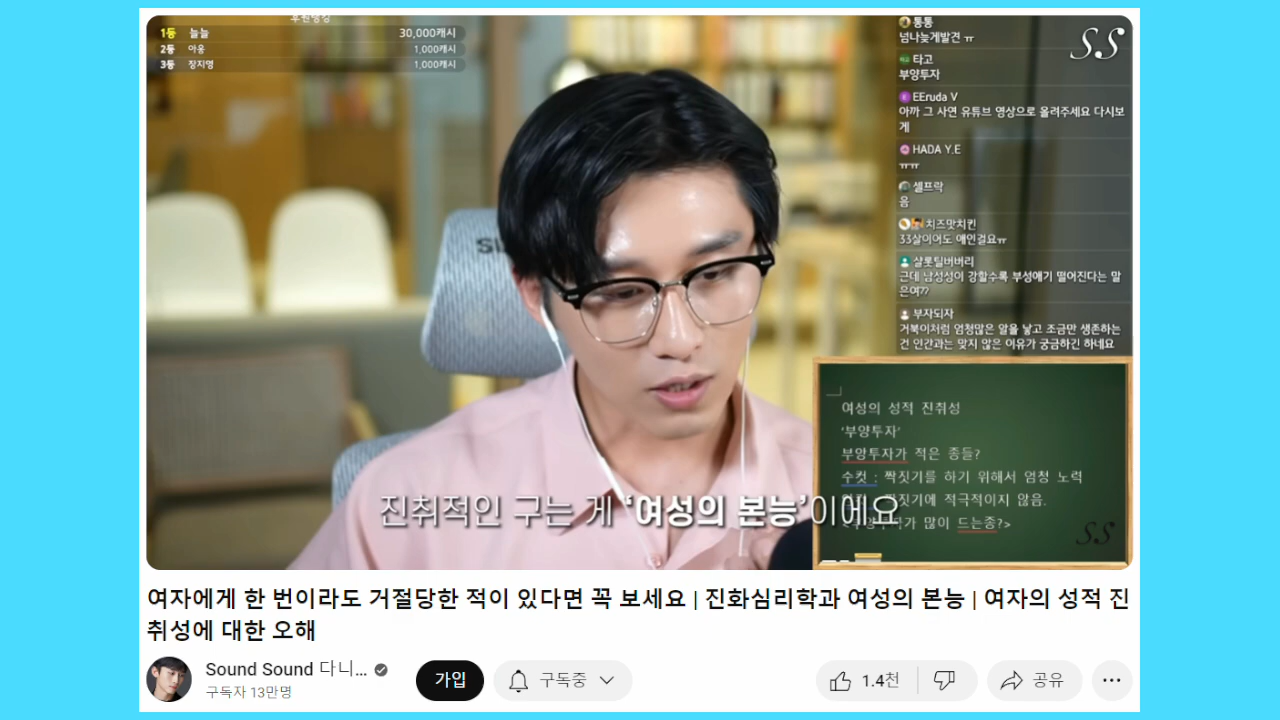 후원랭킹
1등 늘늘 30,000캐시
2등 아옹 1,000캐시
3등 장지영 1,000캐시
통통
넘나늦게발견 ㅠ
타고
부양투자
EEruda V
아까 그 사연 유튜브 영상으로 올려주세요 다시보
게
HADA Y.E
ㅠㅠ
셀프락
음
치즈맛치킨
33살이어도 애인걸요ㅠ
샬롯틸버버리
근데 남성성이 강할수록 부성애기 떨어진다는 말
은여??
부자되자
거북이처럼 엄청많은 알을 낳고 조금만 생존하는
건 인간과는 맞지 않은 이유가 궁금하긴 하네요
SS
여성의 성적 진취성
'부양투자'
부앙투자가 적은 종들?
수컷 : 짝짓기를 하기 위해서 엄청 노력
짓기에 적극적이지 않음.
가 많이 드는종?>
SS
진취적인 구는 게 '여성의 본능'이에요
여자에게 한 번이라도 거절당한 적이 있다면 꼭 보세요 | 진화심리학과 여성의 본능 | 여자의 성적 진
취성에 대한 오해
Sound Sound 다니...
구독자 13만명
가입
구독중
1.4천
공유